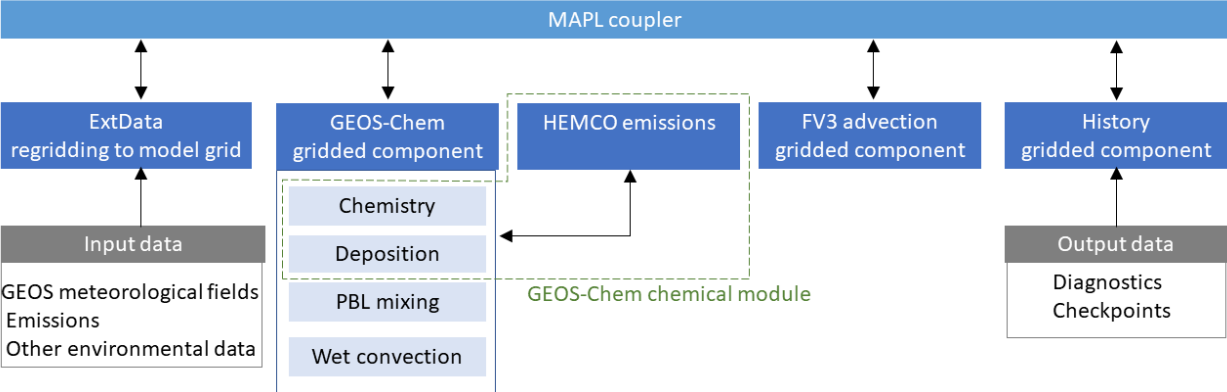 MAPL coupler
ExtData
regridding to model grid
GEOS-Chem
gridded component
HEMCO emissions
FV3 advection
gridded component
History
gridded component
Chemistry
Deposition
PBL mixing
Wet convection
GEOS-Chem chemical module
Input data
GEOS meteorological fields
Emissions
Other environmental data
Output data
Diagnostics
Checkpoints